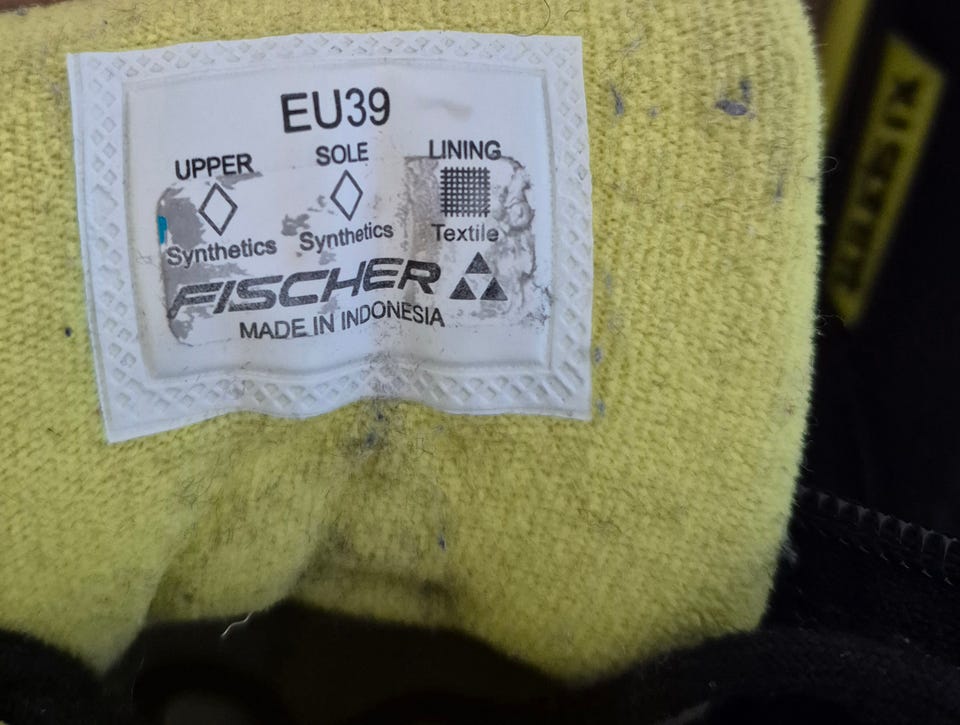 EU39
UPPER SOLE LINING
Synthetics Synthetics Textile
FISCHER
MADE IN INDONESIA